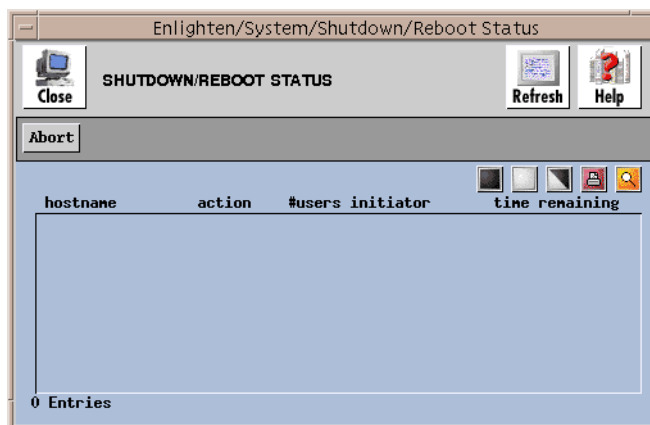 Enlighten/System/Shutdown/Reboot Status
Close
SHUTDOWN/REBOOT STATUS
Refresh
Help
Abort
hostname action #users initiator time remaining
0 Entries